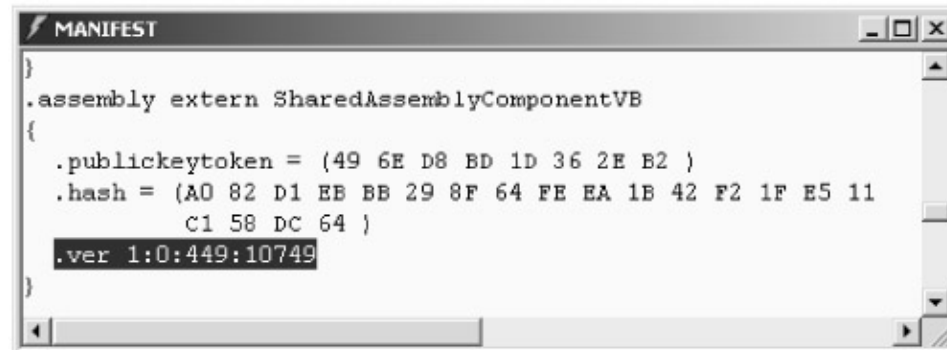 MANIFEST
}
.assembly extern SharedAssemblyComponentVB
{
.publickeytoken = (49 6E D8 BD 1D 36 2E B2 )
.hash = (A0 82 D1 EB BB 29 8F 64 FE EA 1B 42 F2 1F E5 11
C1 58 DC 64 )
.ver 1:0:449:10749
}